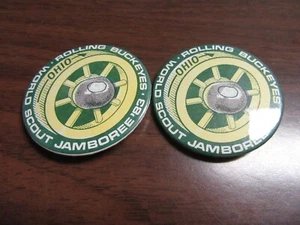 · ROLLING BUCKEYES ·
WORLD SCOUT JAMBOREE '83
OHIO
· ROLLING BUCKEYES
WORLD SCOUT JAMBOREE
OHIO